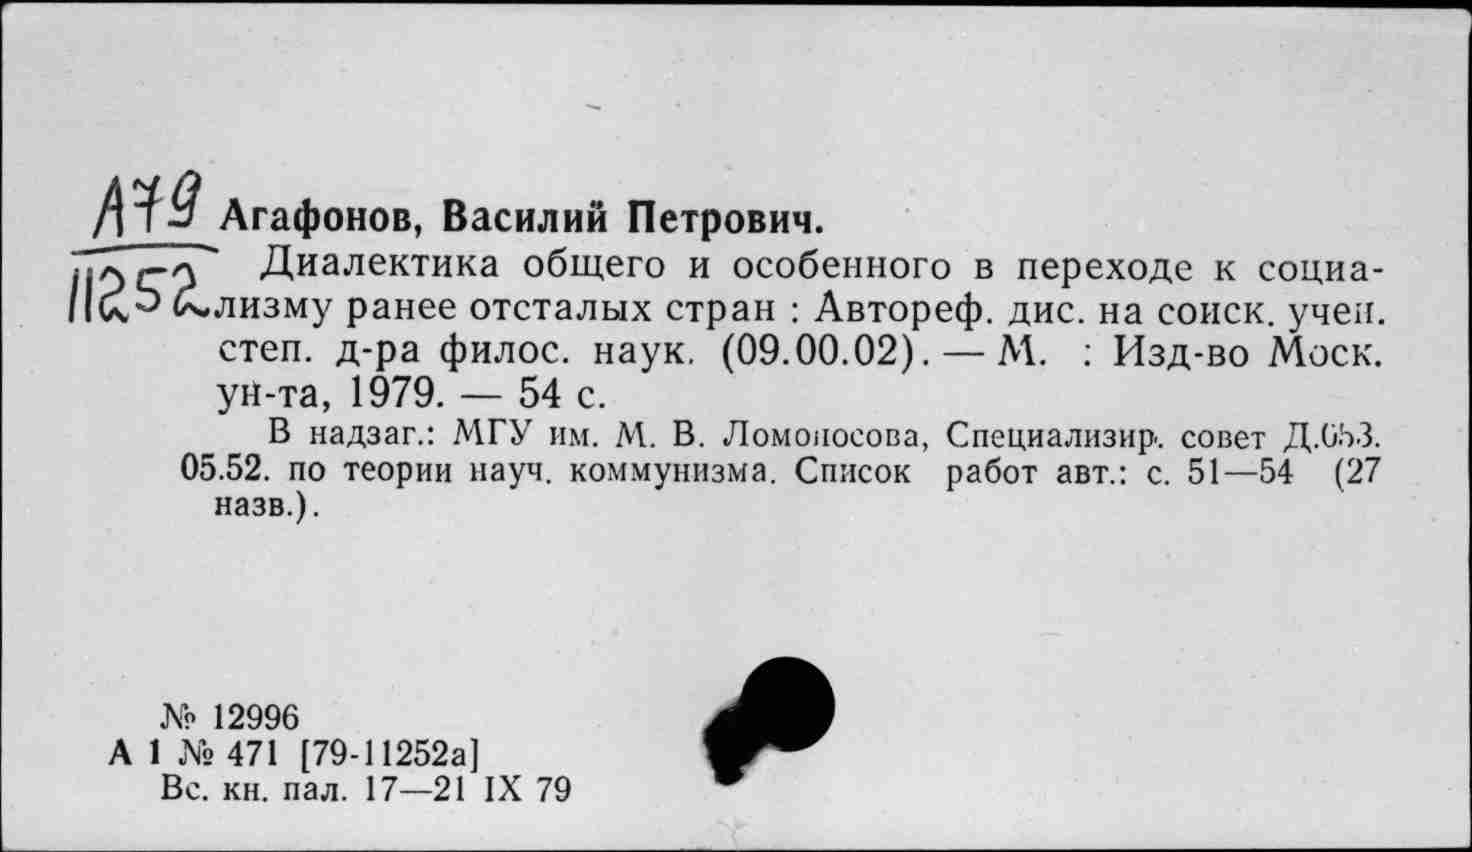 А79 Агафонов, Василий Петрович.
11252 Диалектика общего и особенного в переходе к социа-
лизму ранее отсталых стран : Автореф. дис. на соиск. учен.
степ. д-ра филос. наук. (09.00.02). — М. : Изд-во Моск.
ун-та, 1979. — 54 с.
В надзаг.: МГУ им. М. В. Ломоносова, Специализир. совет Д.053.
05.52. по теории науч. коммунизма. Список работ авт.: с. 51—54 (27
назв.).
№ 12996
А 1 № 471 [79-11252а]
Вс. кн. пал. 17—21 IX 79